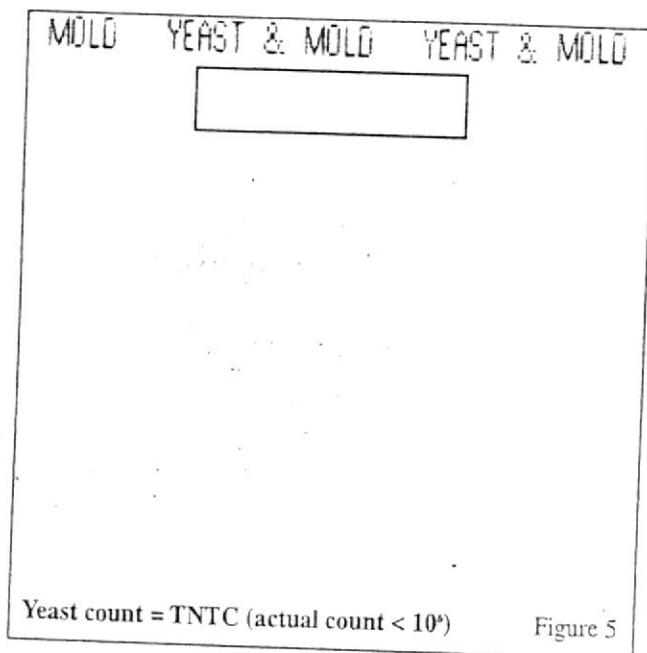 MOLD YEAST & MOLD YEAST & MOLD
Yeast count = TNTC (actual count < 10⁶)
Figure 5